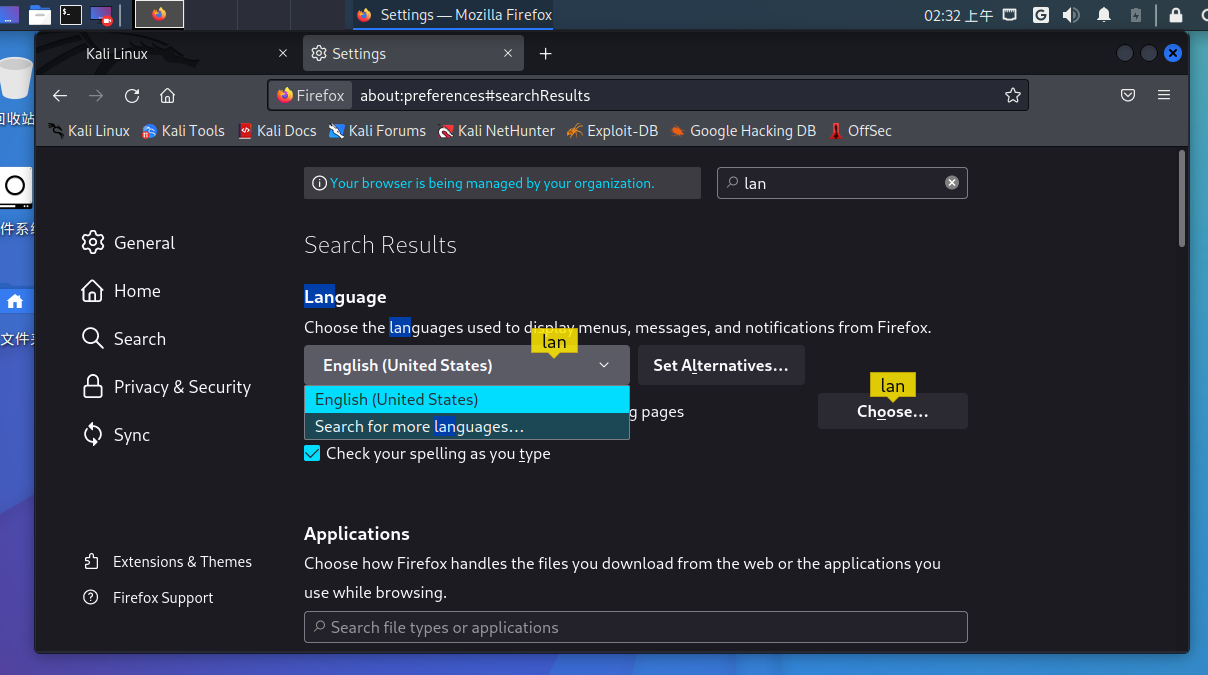 Settings — Mozilla Firefox
02:32 上午
Kali Linux
Settings
Firefox
about:preferences#searchResults
Kali Linux
Kali Tools
Kali Docs
Kali Forums
Kali NetHunter
Exploit-DB
Google Hacking DB
OffSec
回收站
Your browser is being managed by your organization.
lan
件系
General
Search Results
Home
Language
Choose the languages used to display menus, messages, and notifications from Firefox.
Search
lan
English (United States)
Set Alternatives...
文件夹
Privacy & Security
lan
English (United States)
g pages
Choose...
Search for more languages...
Sync
Check your spelling as you type
Applications
Extensions & Themes
Choose how Firefox handles the files you download from the web or the applications you
use while browsing.
Firefox Support
Search file types or applications